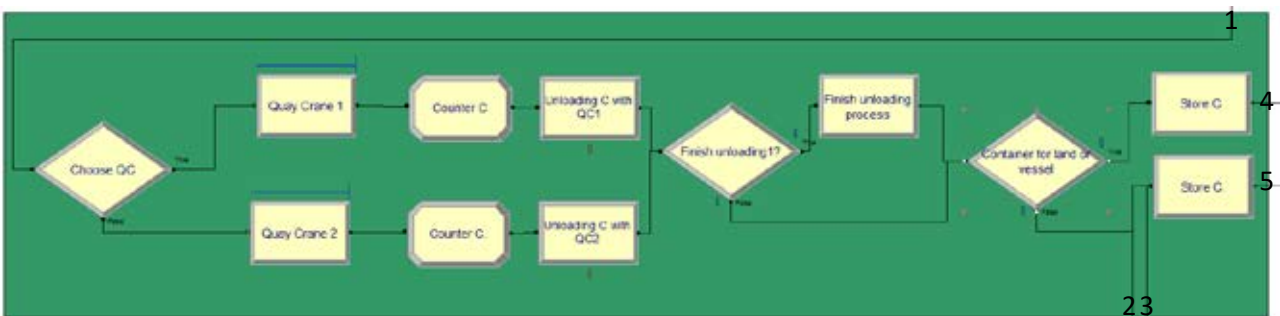 1
Choose QC
True
False
Quay Crane 1
Counter C
Unloading C with
QC1
Quay Crane 2
Counter C.
Unloading C with
QC2
Finish unloading1?
True
False
Finish unloading
process
Container for land or
vessel
True
False
Store C
4
Store C.
5
2 3